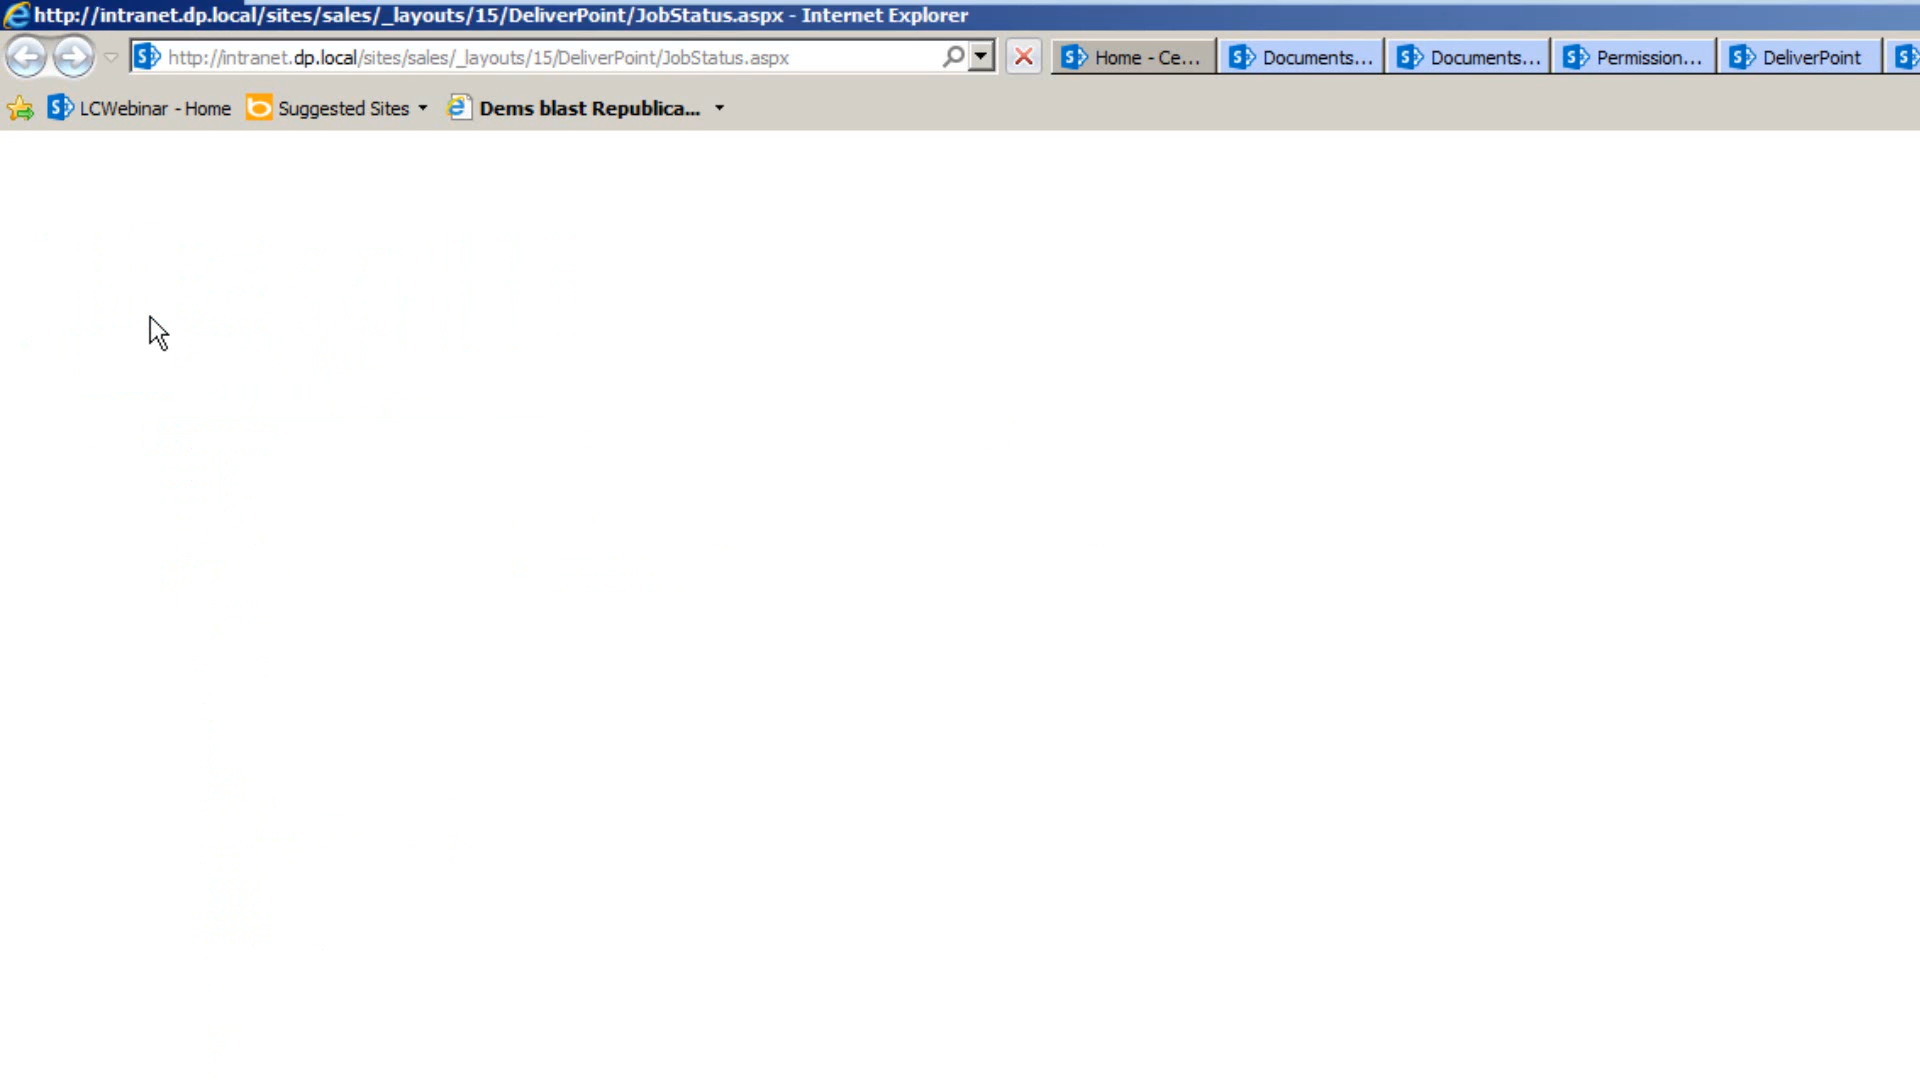 http://intranet.dp.local/sites/sales/_layouts/15/DeliverPoint/JobStatus.aspx - Internet Explorer
http://intranet.dp.local/sites/sales/_layouts/15/DeliverPoint/JobStatus.aspx Home - Ce... Documents... Documents... Permission... DeliverPoint
LCWebinar - Home Suggested Sites Dems blast Republica...